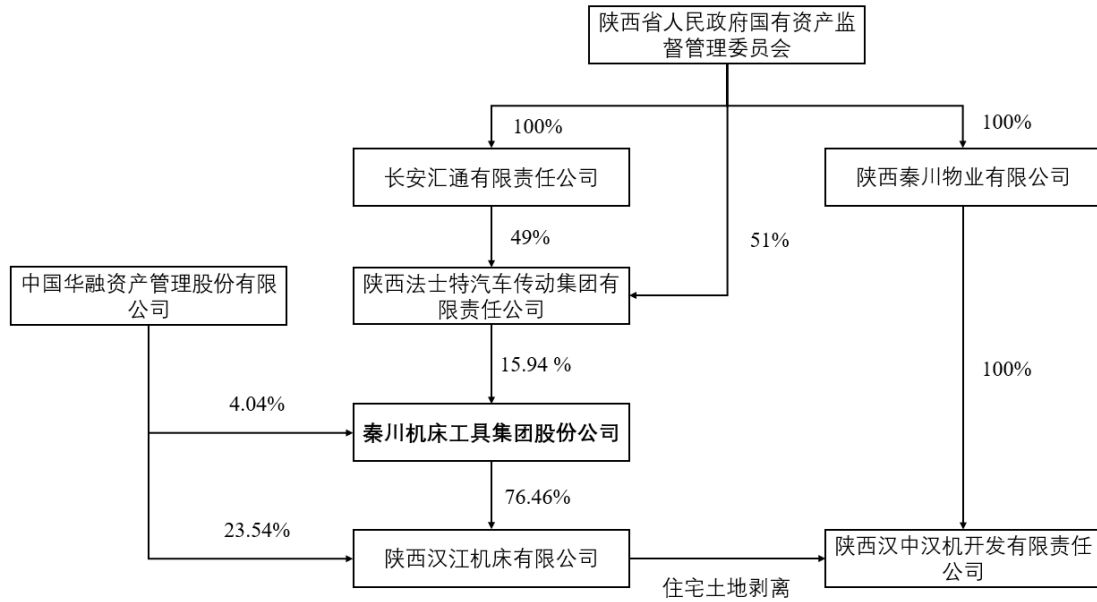 陕西省人民政府国有资产监
督管理委员会
100%
100%
长安汇通有限责任公司
陕西秦川物业有限公司
49%
51%
中国华融资产管理股份有限
公司
陕西法士特汽车传动集团有
限责任公司
15.94 %
100%
4.04%
秦川机床工具集团股份公司
76.46%
23.54%
陕西汉江机床有限公司
陕西汉中汉机开发有限责任
公司
住宅土地剥离